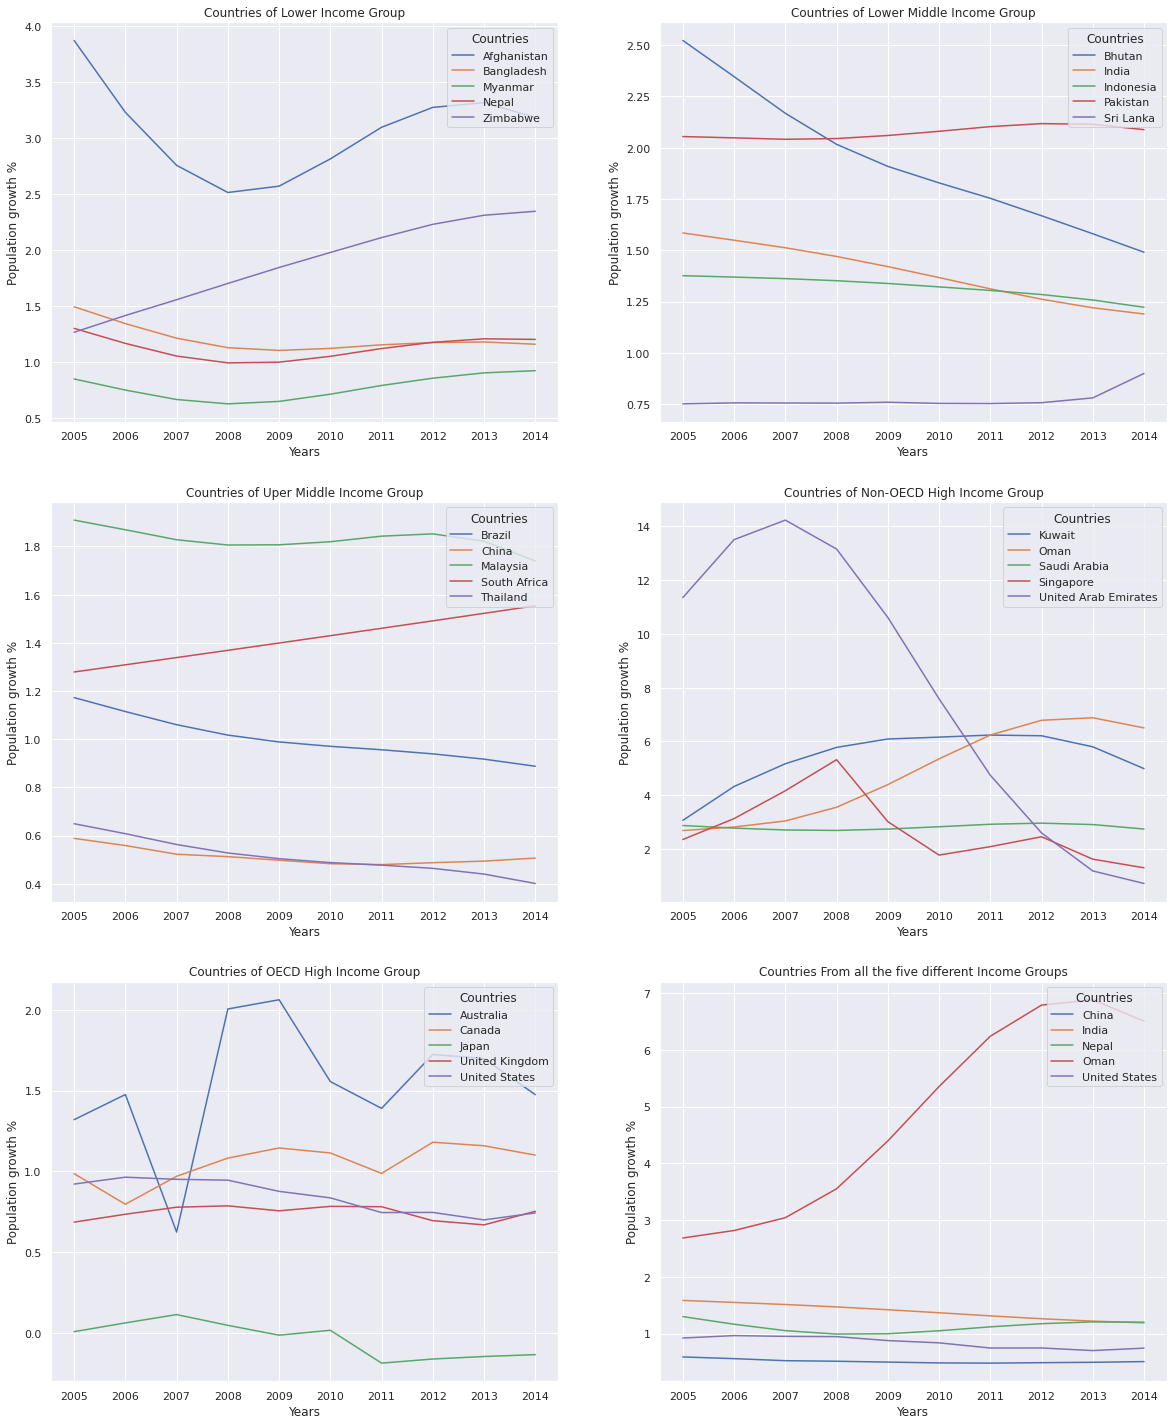 Countries of Lower Income Group
4.0
3.5
3.0
2.5
2.0
1.5
1.0
0.5
Population growth %
Countries
Afghanistan
Bangladesh
Myanmar
Nepal
Zimbabwe
2005 2006 2007 2008 2009 2010 2011 2012 2013 2014
Years
Countries of Lower Middle Income Group
2.50
2.25
2.00
1.75
1.50
1.25
1.00
0.75
Population growth %
Countries
Bhutan
India
Indonesia
Pakistan
Sri Lanka
2005 2006 2007 2008 2009 2010 2011 2012 2013 2014
Years
Countries of Uper Middle Income Group
1.8
1.6
1.4
1.2
1.0
0.8
0.6
0.4
Population growth %
Countries
Brazil
China
Malaysia
South Africa
Thailand
2005 2006 2007 2008 2009 2010 2011 2012 2013 2014
Years
Countries of Non-OECD High Income Group
14
12
10
8
6
4
2
Population growth %
Countries
Kuwait
Oman
Saudi Arabia
Singapore
United Arab Emirates
2005 2006 2007 2008 2009 2010 2011 2012 2013 2014
Years
Countries of OECD High Income Group
2.0
1.5
1.0
0.5
0.0
Population growth %
Countries
Australia
Canada
Japan
United Kingdom
United States
2005 2006 2007 2008 2009 2010 2011 2012 2013 2014
Years
Countries From all the five different Income Groups
7
6
5
4
3
2
1
Population growth %
Countries
China
India
Nepal
Oman
United States
2005 2006 2007 2008 2009 2010 2011 2012 2013 2014
Years